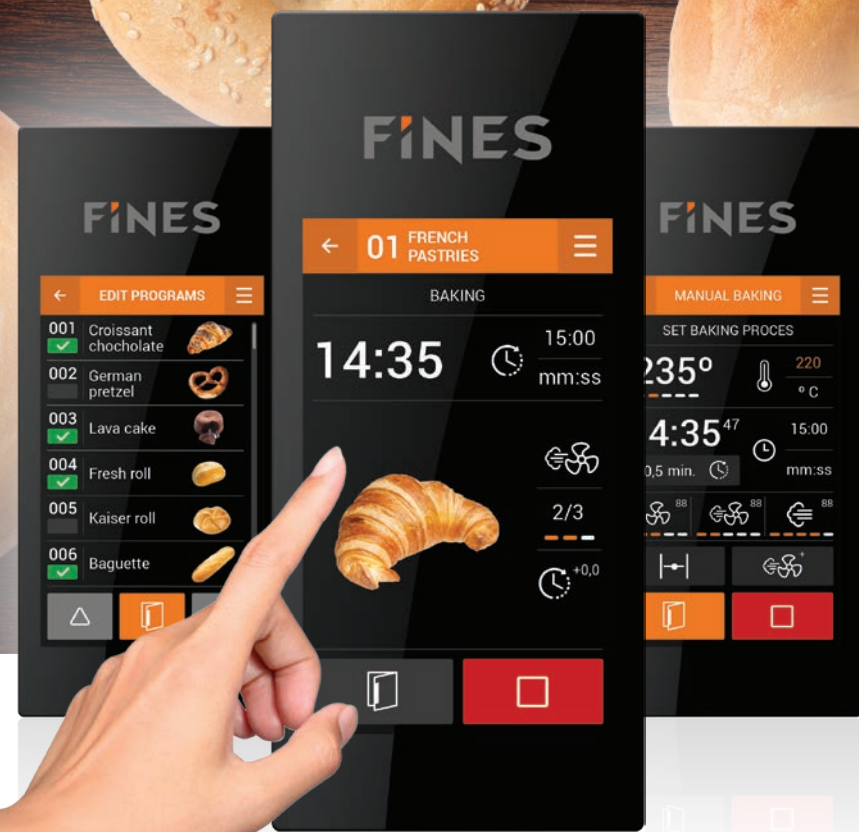 FINES
EDIT PROGRAMS
001 Croissant
chocholate
002 German
pretzel
003 Lava cake
004 Fresh roll
005 Kaiser roll
006 Baguette
FINES
01 FRENCH
PASTRIES
BAKING
14:35
15:00
mm:ss
2/3
+0,0
FINES
MANUAL BAKING
SET BAKING PROCES
235°
220
°C
4:35 47
15:00
0,5 min.
mm:ss
88 88 88